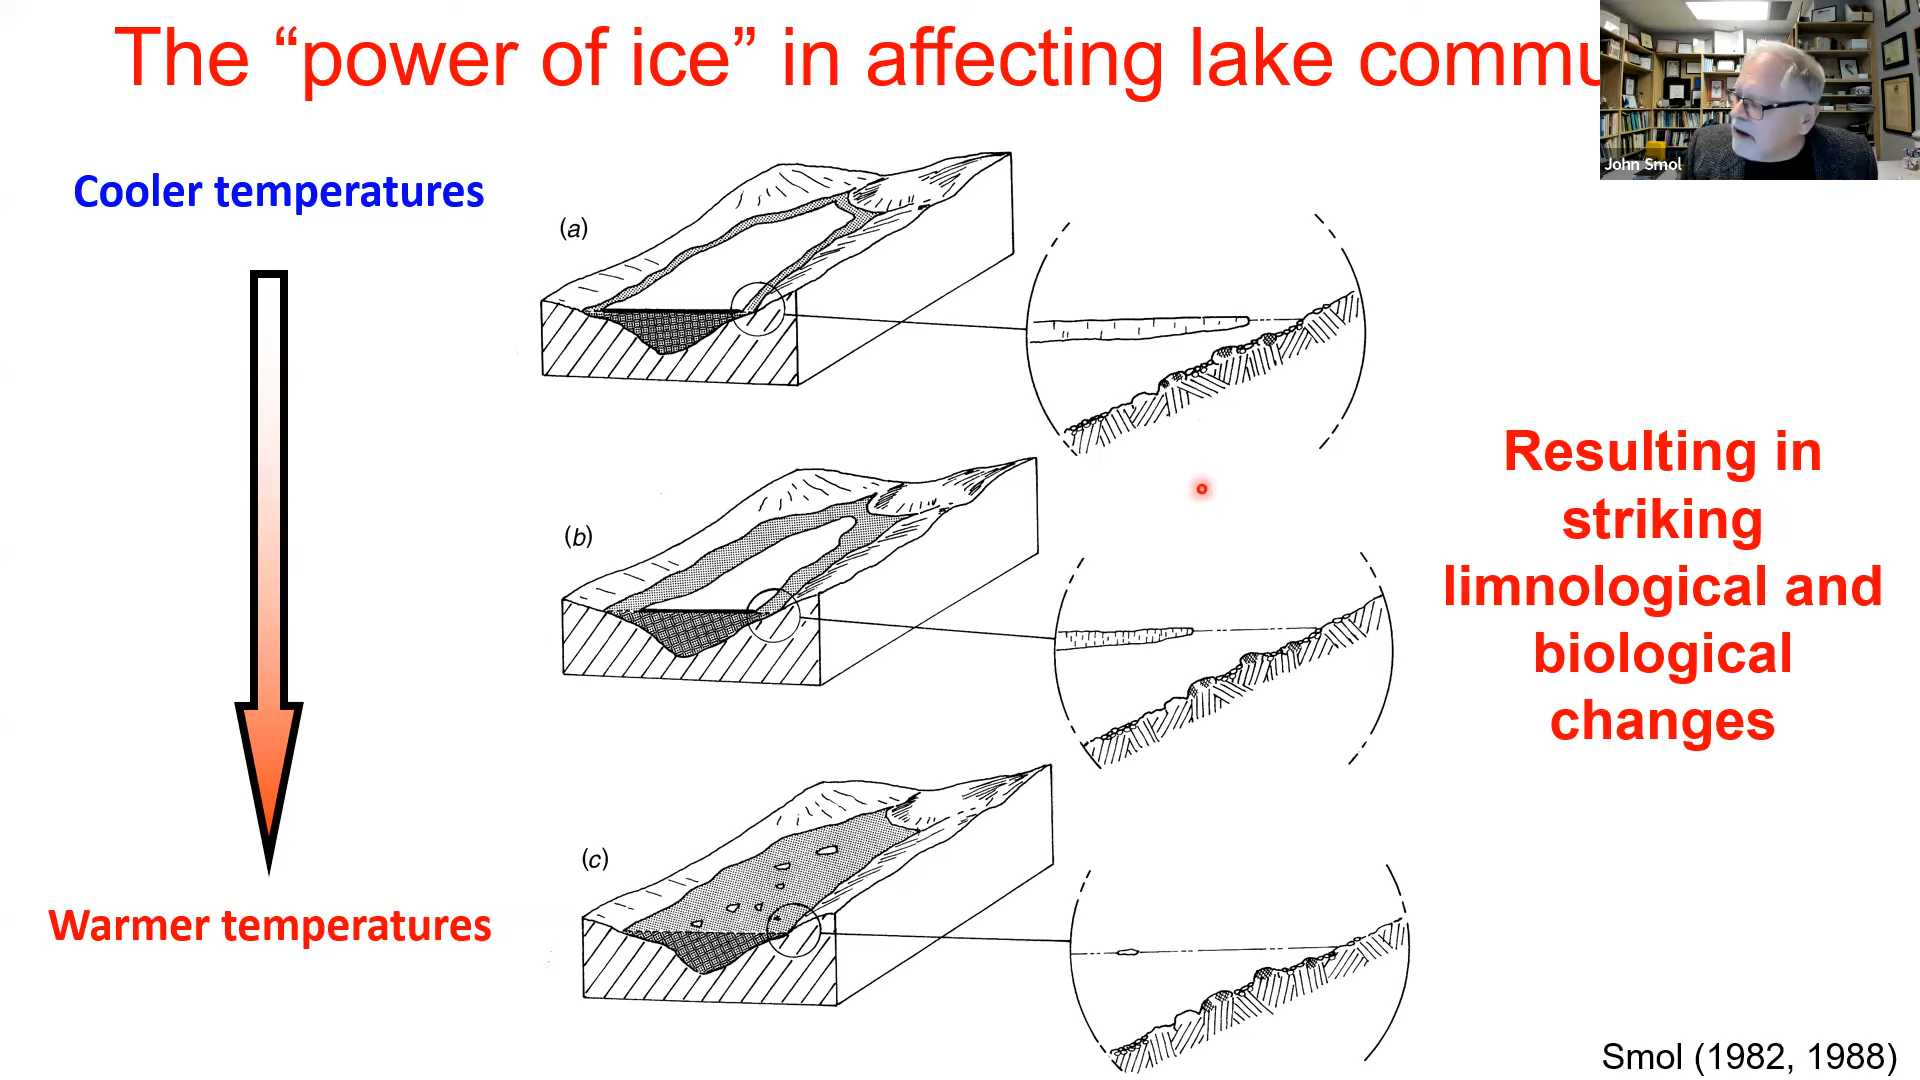 The “power of ice” in affecting lake commu
John Smol
Cooler temperatures
(a)
(b)
Resulting in
striking
limnological and
biological
changes
(c)
Warmer temperatures
Smol (1982, 1988)